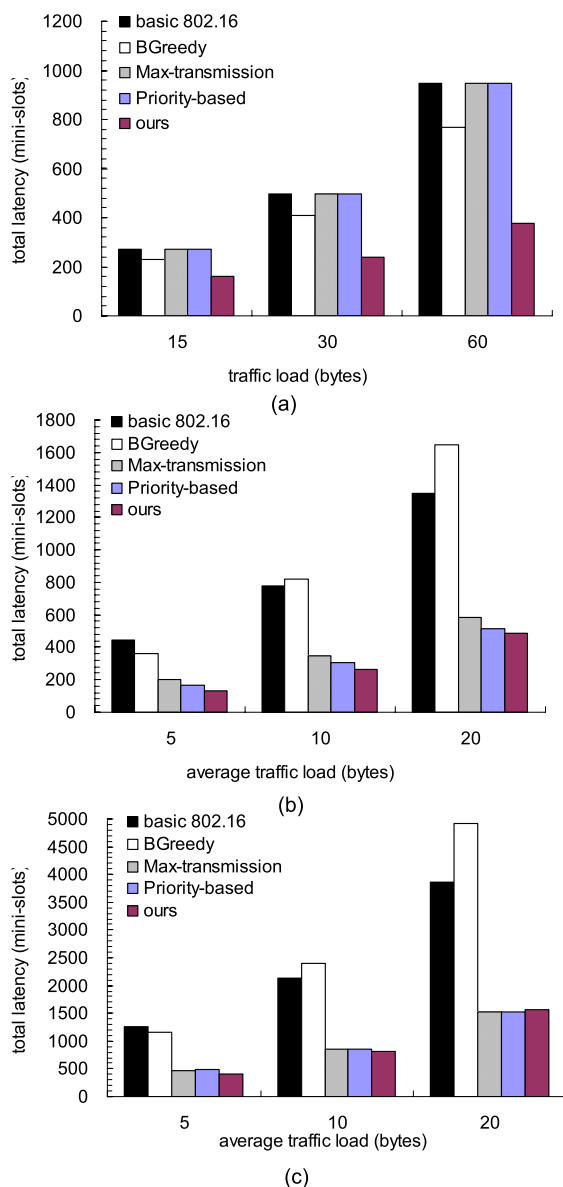 1200
1000
800
600
400
200
0
total latency (mini-slots)
basic 802.16
BGreedy
Max-transmission
Priority-based
ours
15 30 60
traffic load (bytes)
(a)
1800
1600
1400
1200
1000
800
600
400
200
0
total latency (mini-slots)
basic 802.16
BGreedy
Max-transmission
Priority-based
ours
5 10 20
average traffic load (bytes)
(b)
5000
4500
4000
3500
3000
2500
2000
1500
1000
500
0
total latency (mini-slots)
basic 802.16
BGreedy
Max-transmission
Priority-based
ours
5 10 20
average traffic load (bytes)
(c)